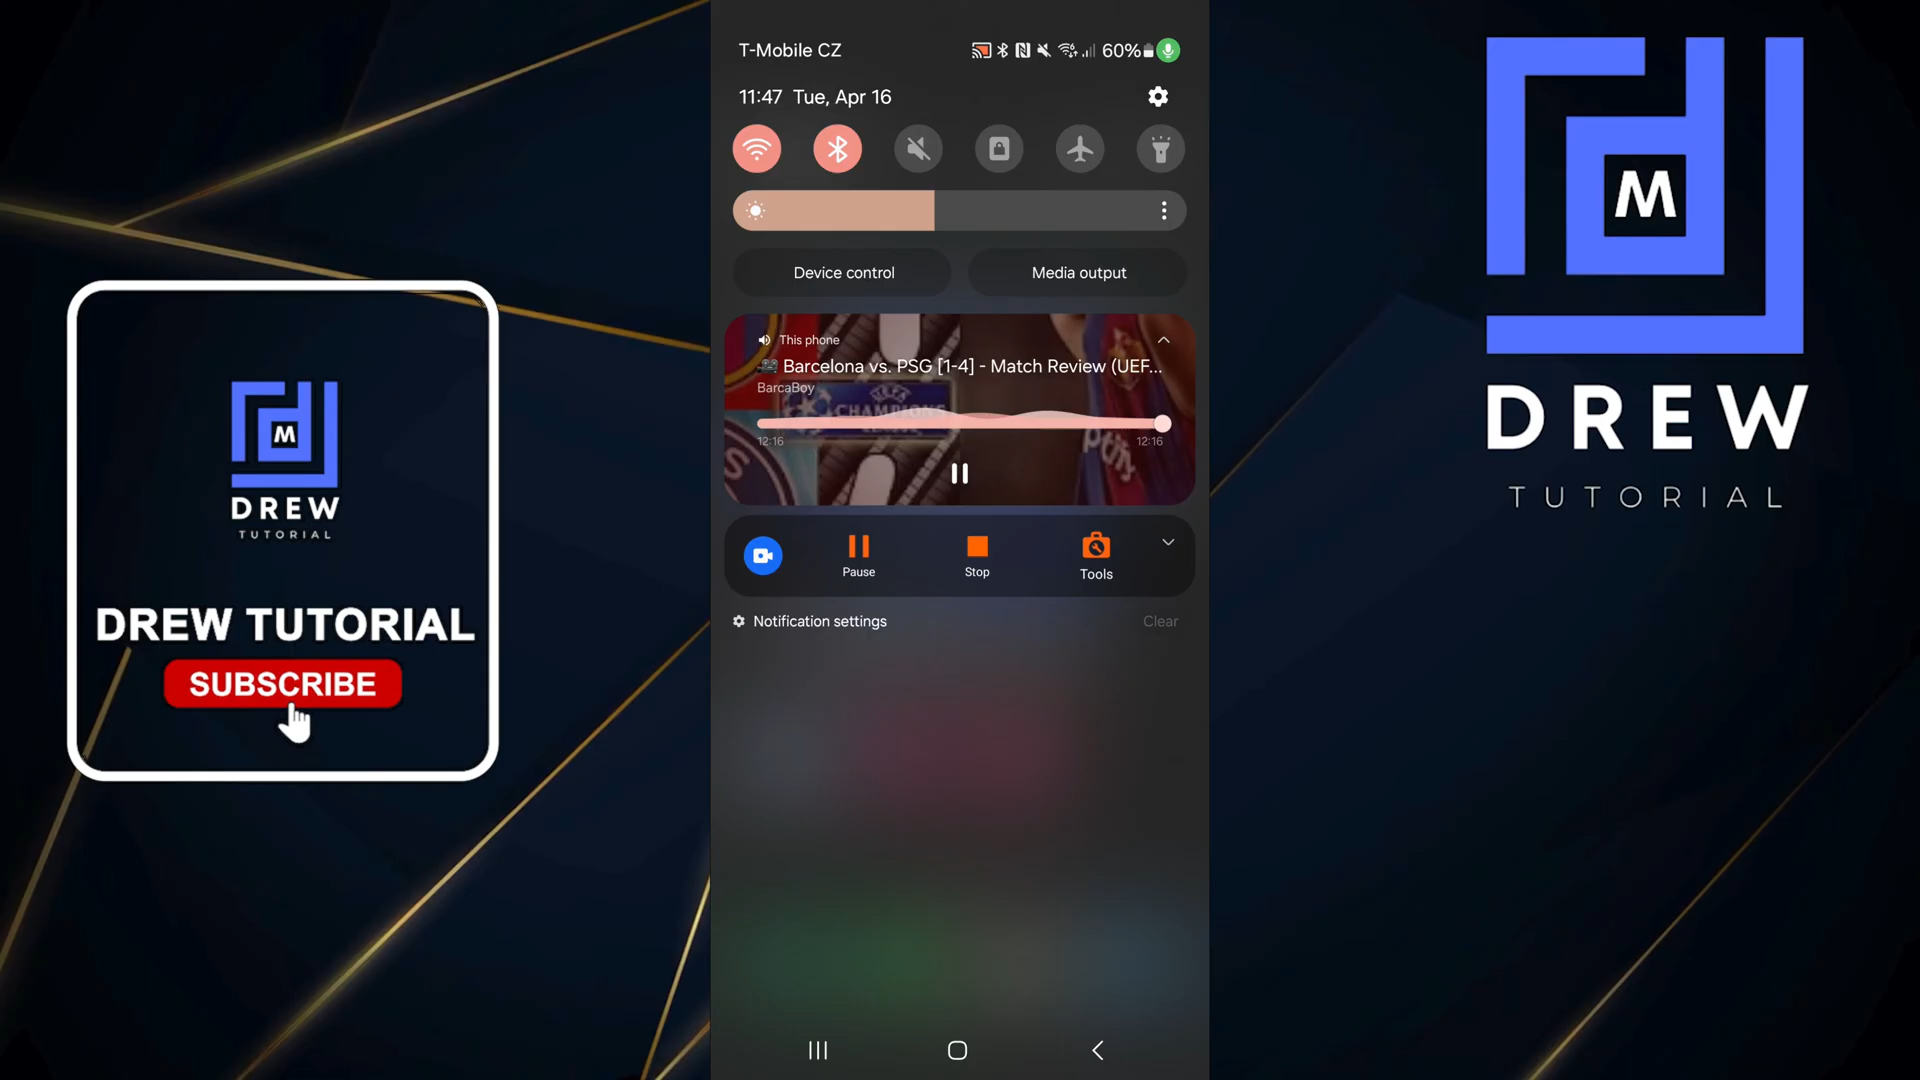 T-Mobile CZ
60%
11:47 Tue, Apr 16
Device control
Media output
This phone
Barcelona vs. PSG [1-4] - Match Review (UEF...
BarcaBoy
CHAMPIONS
12:16
12:16
Pause
Stop
Tools
Notification settings
Clear
M
DREW
TUTORIAL
DREW TUTORIAL
SUBSCRIBE
M
DREW
TUTORIAL